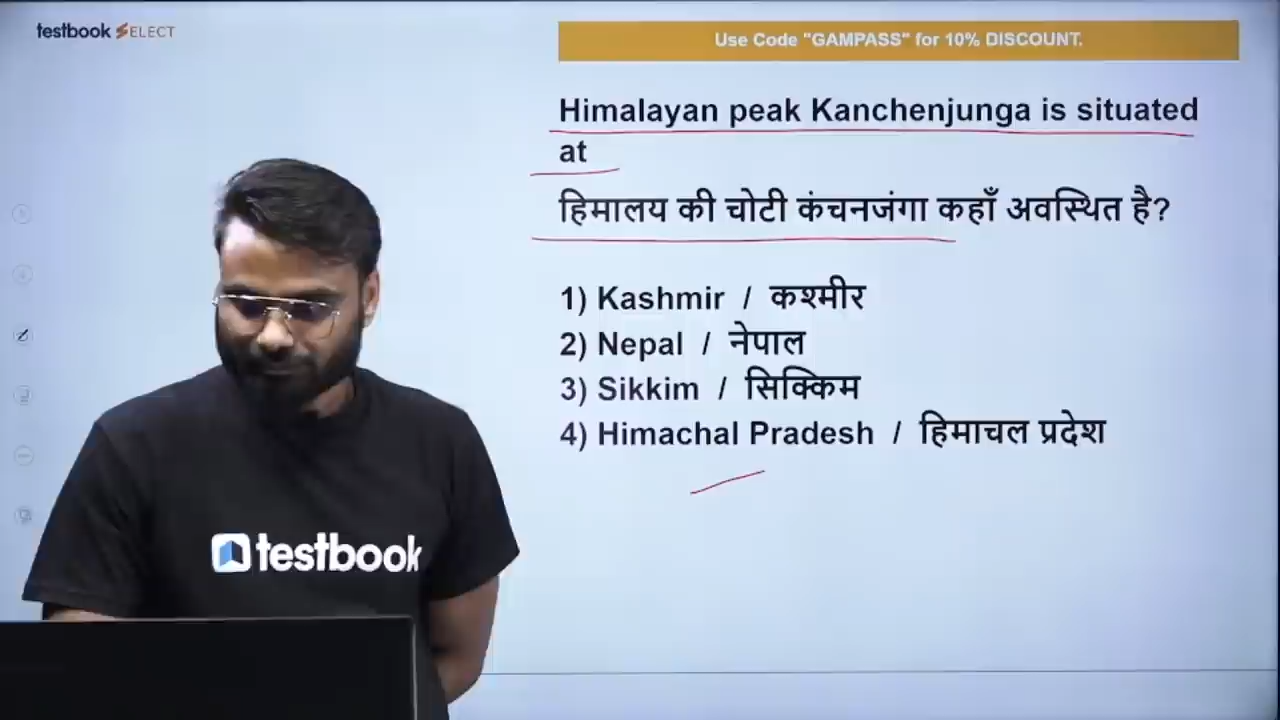 testbook SELECT
Use Code "GAMPASS" for 10% DISCOUNT.
Himalayan peak Kanchenjunga is situated
at
हिमालय की चोटी कंचनजंगा कहाँ अवस्थित है?
1) Kashmir / कश्मीर
2) Nepal / नेपाल
3) Sikkim / सिक्किम
4) Himachal Pradesh / हिमाचल प्रदेश
testbook